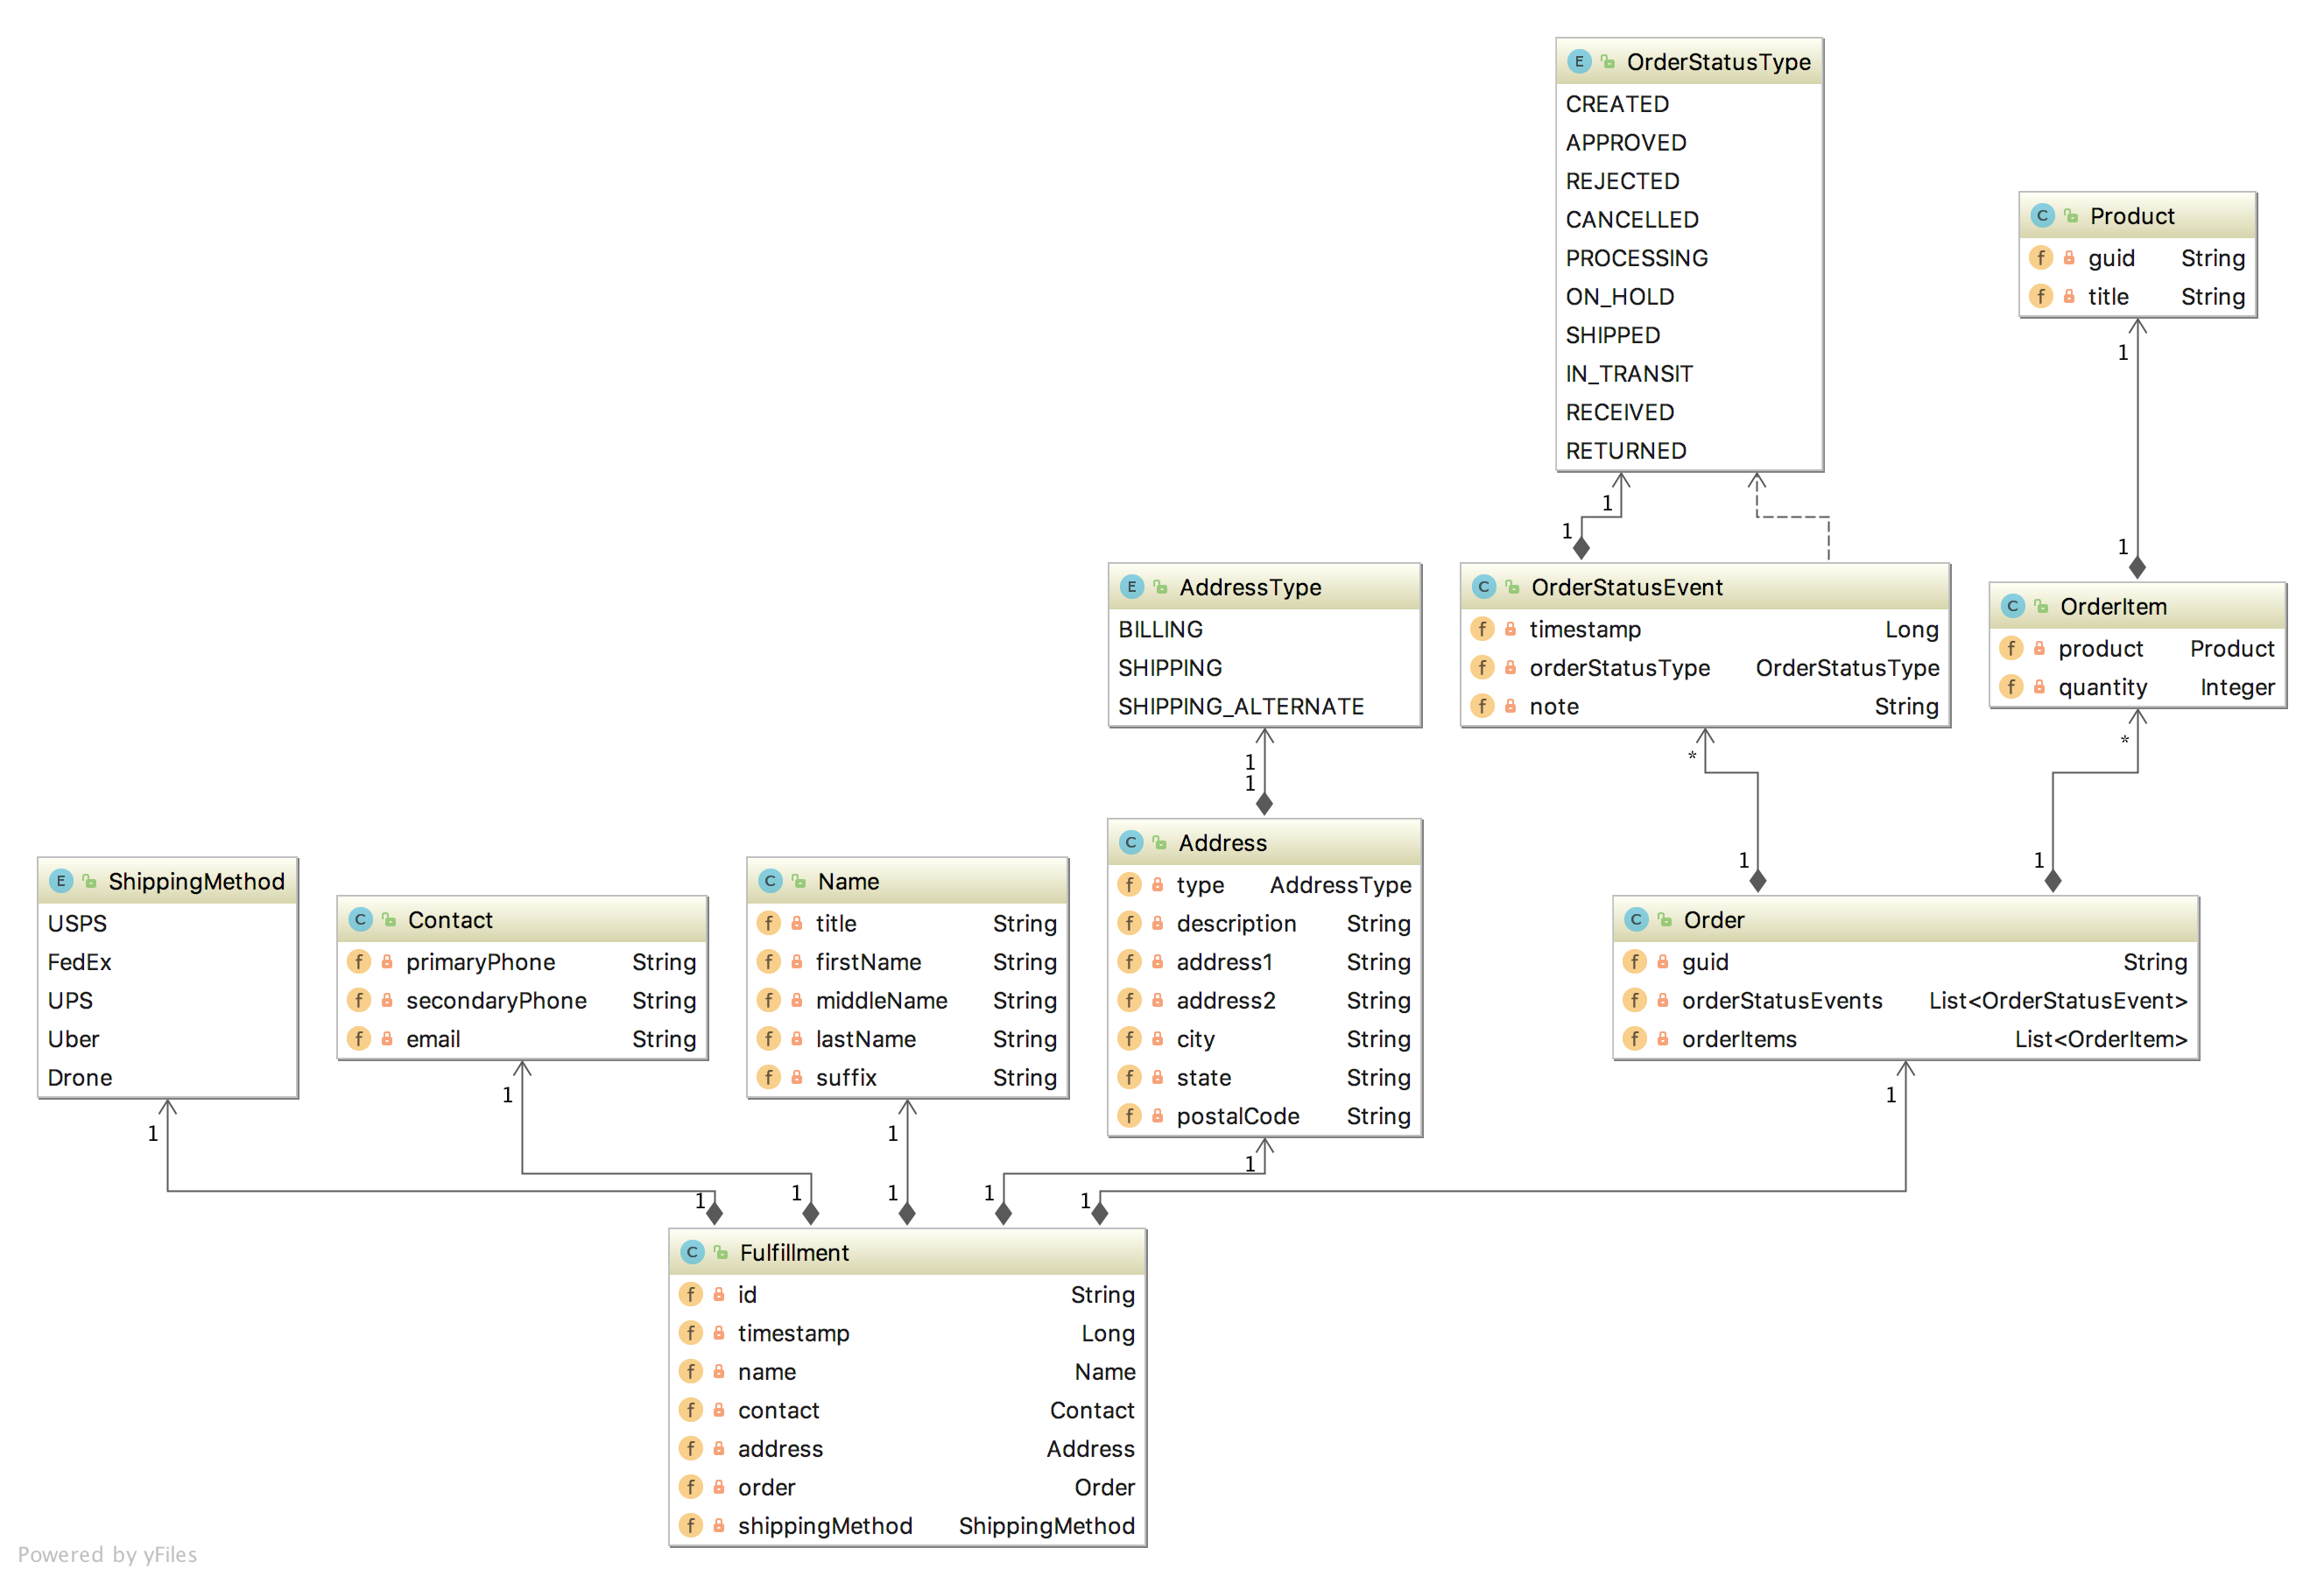 E OrderStatusType
CREATED
APPROVED
REJECTED
CANCELLED
PROCESSING
ON_HOLD
SHIPPED
IN_TRANSIT
RECEIVED
RETURNED
1
1
C Product
f guid String
f title String
1
1
E AddressType
BILLING
SHIPPING
SHIPPING_ALTERNATE
1
1
C OrderStatusEvent
f timestamp Long
f orderStatusType OrderStatusType
f note String
*
1
C OrderItem
f product Product
f quantity Integer
*
1
E ShippingMethod
USPS
FedEx
UPS
Uber
Drone
1
1
C Contact
f primaryPhone String
f secondaryPhone String
f email String
1
1
C Name
f title String
f firstName String
f middleName String
f lastName String
f suffix String
1
1
C Address
f type AddressType
f description String
f address1 String
f address2 String
f city String
f state String
f postalCode String
1
1
C Order
f guid String
f orderStatusEvents List<OrderStatusEvent>
f orderItems List<OrderItem>
1
1
C Fulfillment
f id String
f timestamp Long
f name Name
f contact Contact
f address Address
f order Order
f shippingMethod ShippingMethod
Powered by yFiles